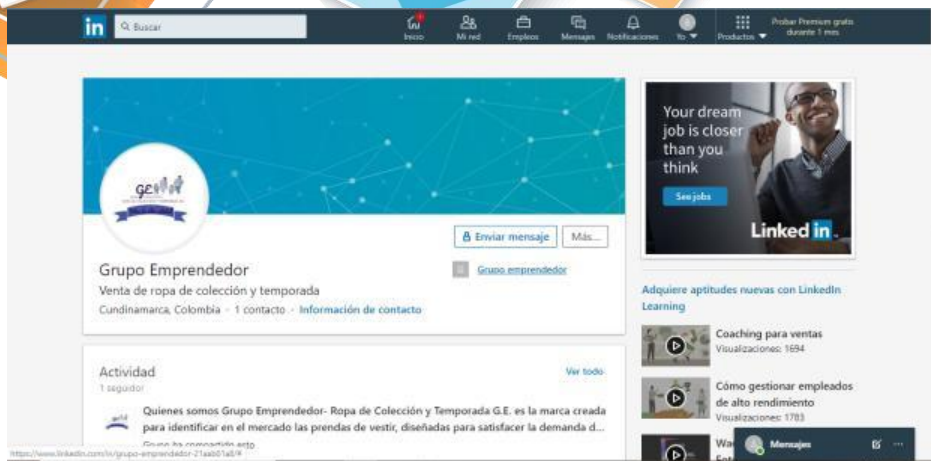 in Buscar
Inicio Mi red Empleos Mensajes Notificaciones Yo Productos
Probar Premium gratis
durante 1 mes
G.E.
Enviar mensaje Más...
Grupo Emprendedor
Grupo emprendedor
Venta de ropa de colección y temporada
Cundinamarca, Colombia · 1 contacto · Información de contacto
Actividad Ver todo
1 seguidor
Quienes somos Grupo Emprendedor- Ropa de Colección y Temporada G.E. es la marca creada
para identificar en el mercado las prendas de vestir, diseñadas para satisfacer la demanda d...
Grupo ha compartido esto
Your dream
job is closer
than you
think
See jobs
Linked in
Adquiere aptitudes nuevas con LinkedIn
Learning
Coaching para ventas
Visualizaciones: 1694
Cómo gestionar empleados
de alto rendimiento
Visualizaciones: 1783
Mensajes